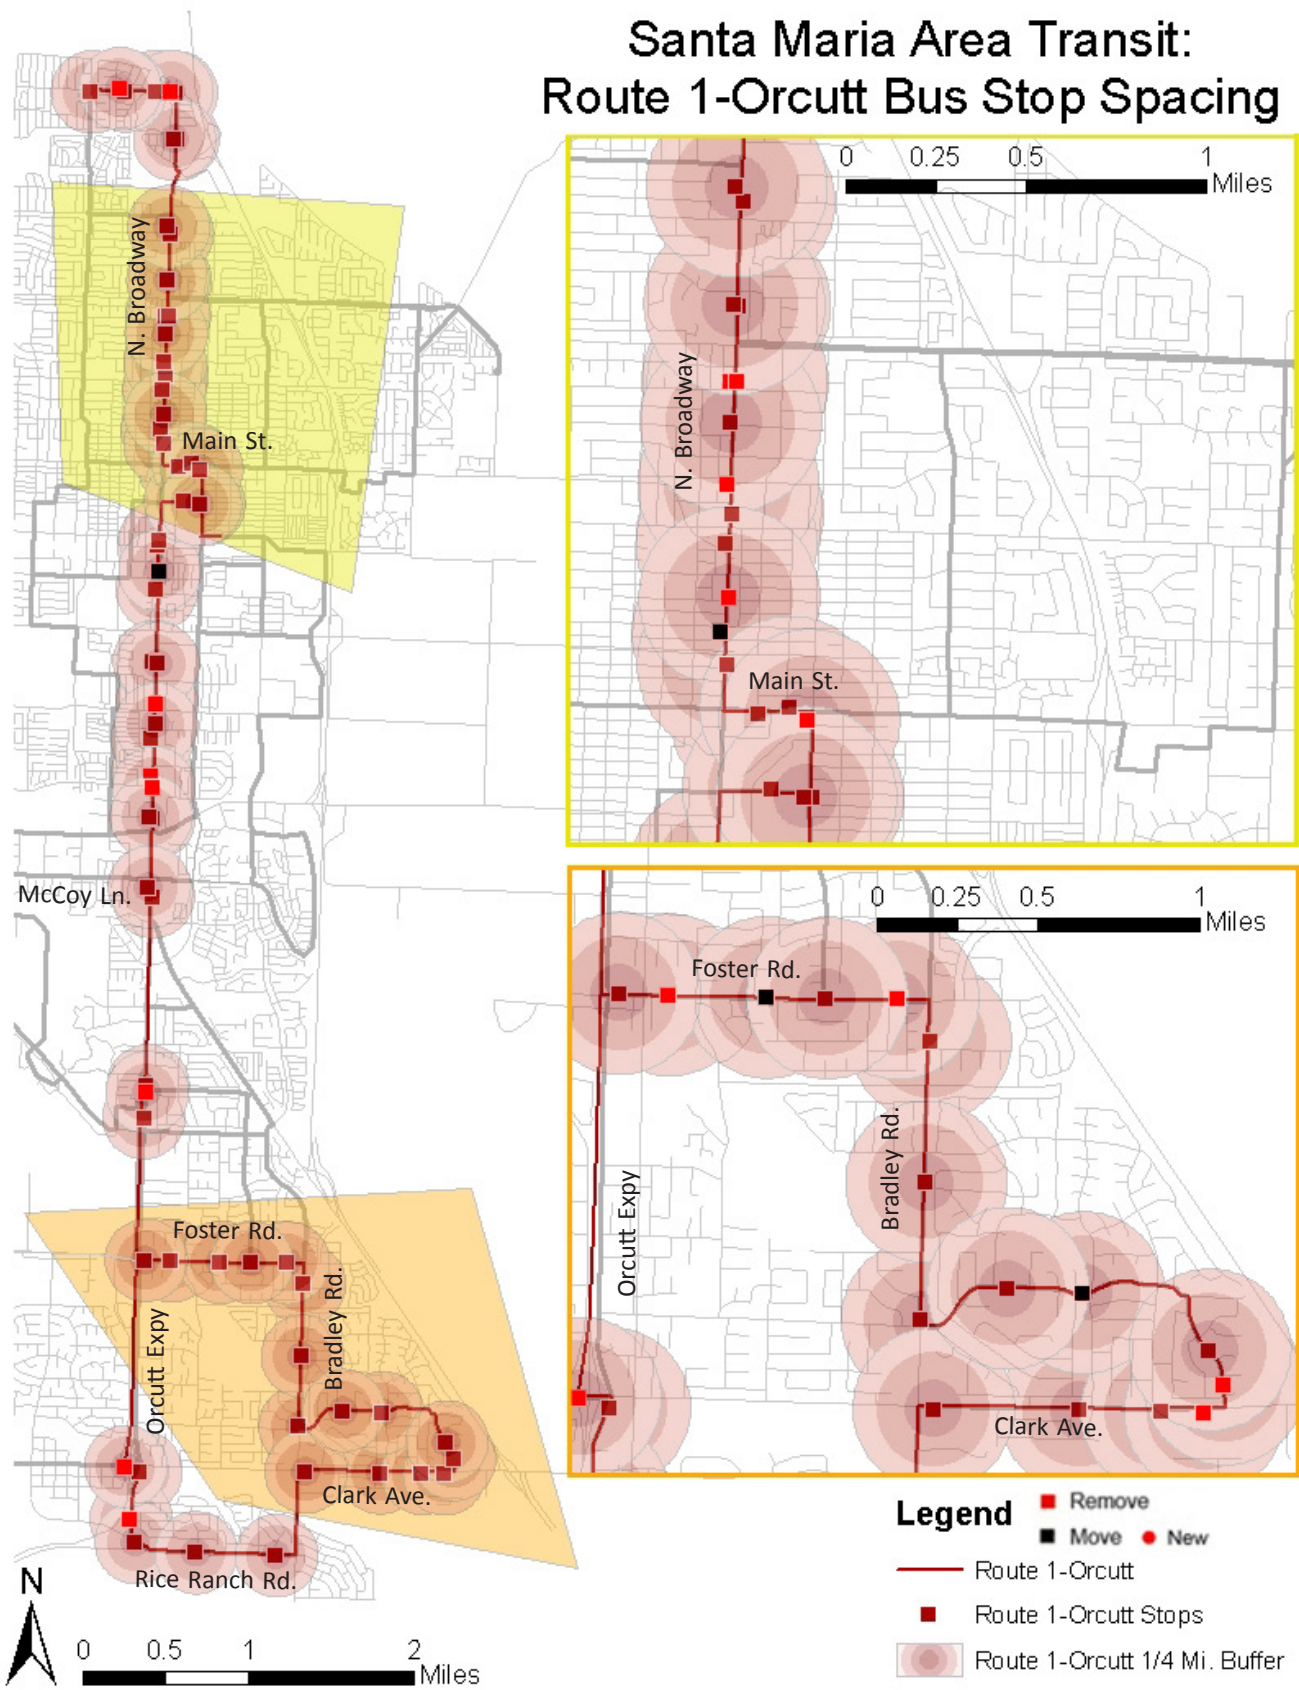 Santa Maria Area Transit:
Route 1-Orcutt Bus Stop Spacing
N. Broadway
Main St.
McCoy Ln.
Foster Rd.
Bradley Rd.
Orcutt Expy
Clark Ave.
Rice Ranch Rd.
N
0 0.5 1 2
Miles
0 0.25 0.5 1
Miles
N. Broadway
Main St.
0 0.25 0.5 1
Miles
Foster Rd.
Bradley Rd.
Orcutt Expy
Clark Ave.
Legend
Remove
Move
New
Route 1-Orcutt
Route 1-Orcutt Stops
Route 1-Orcutt 1/4 Mi. Buffer